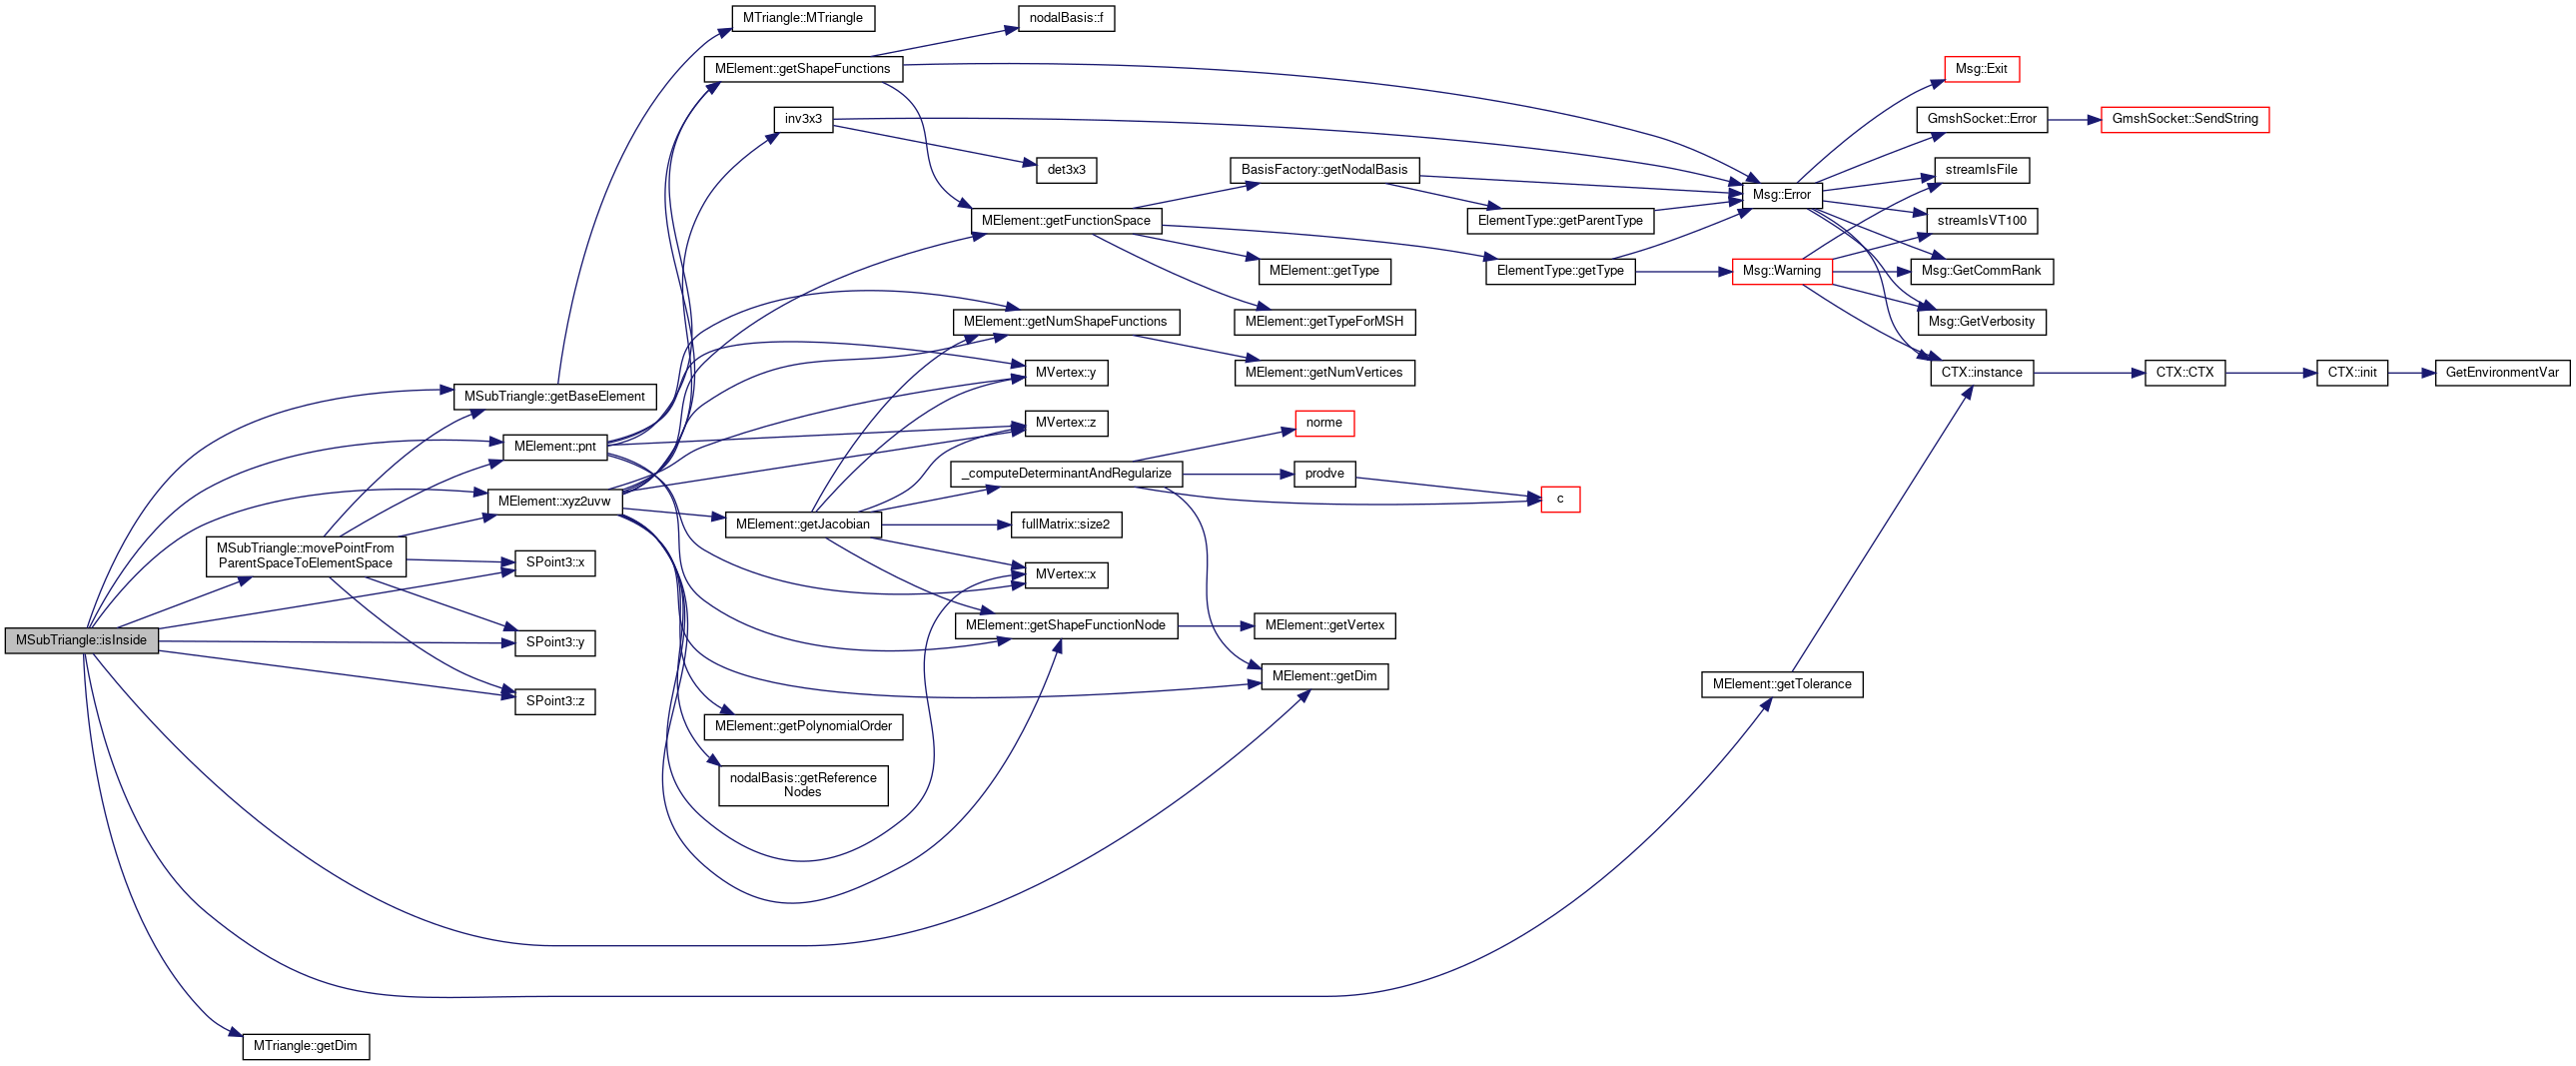 MSubTriangle::isInside
MSubTriangle::getBaseElement
MTriangle::MTriangle
MElement::pnt
MElement::getShapeFunctions
nodalBasis::f
MElement::getFunctionSpace
BasisFactory::getNodalBasis
ElementType::getParentType
Msg::Error
Msg::Exit
GmshSocket::Error
GmshSocket::SendString
streamIsFile
streamIsVT100
Msg::GetCommRank
Msg::GetVerbosity
CTX::instance
CTX::CTX
CTX::init
GetEnvironmentVar
ElementType::getType
Msg::Warning
MElement::getType
MElement::getTypeForMSH
inv3x3
det3x3
MElement::getNumShapeFunctions
MElement::getNumVertices
MVertex::y
MVertex::z
MElement::xyz2uvw
MElement::getJacobian
_computeDeterminantAndRegularize
norme
prodve
c
fullMatrix::size2
MVertex::x
MElement::getShapeFunctionNode
MElement::getVertex
MElement::getDim
MElement::getPolynomialOrder
nodalBasis::getReference
Nodes
MSubTriangle::movePointFrom
ParentSpaceToElementSpace
SPoint3::x
SPoint3::y
SPoint3::z
MElement::getTolerance
MTriangle::getDim